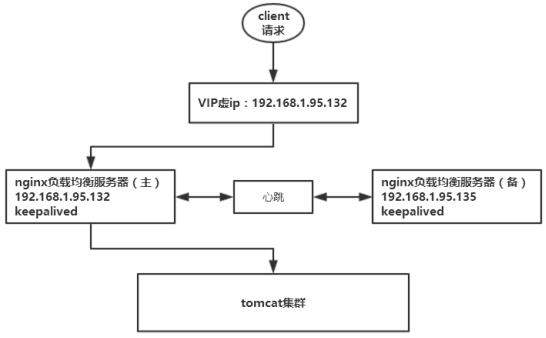 client
请求
VIP虚ip：192.168.1.95.132
nginx负载均衡服务器（主）
192.168.1.95.132
keepalived
心跳
nginx负载均衡服务器（备）
192.168.1.95.135
keepalived
tomcat集群